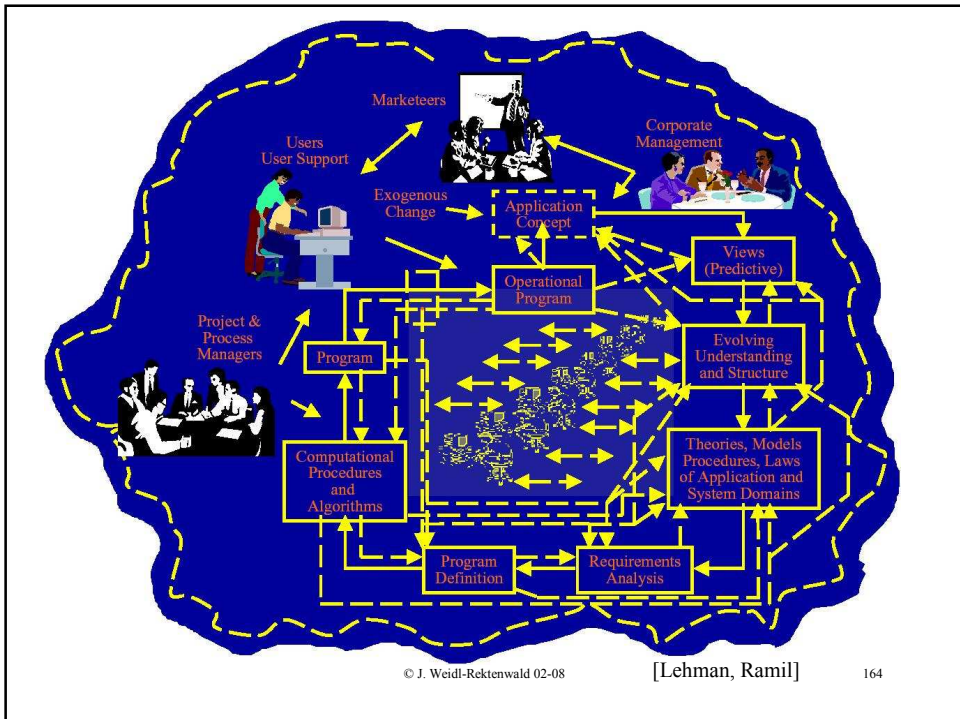 Marketeers
Users
User Support
Corporate
Management
Exogenous
Change
Application
Concept
Views
(Predictive)
Operational
Program
Project &
Process
Managers
Program
Evolving
Understanding
and Structure
Computational
Procedures
and
Algorithms
Theories, Models
Procedures, Laws
of Application and
System Domains
Program
Definition
Requirements
Analysis
© J. Weidl-Rektenwald 02-08
[Lehman, Ramil]
164